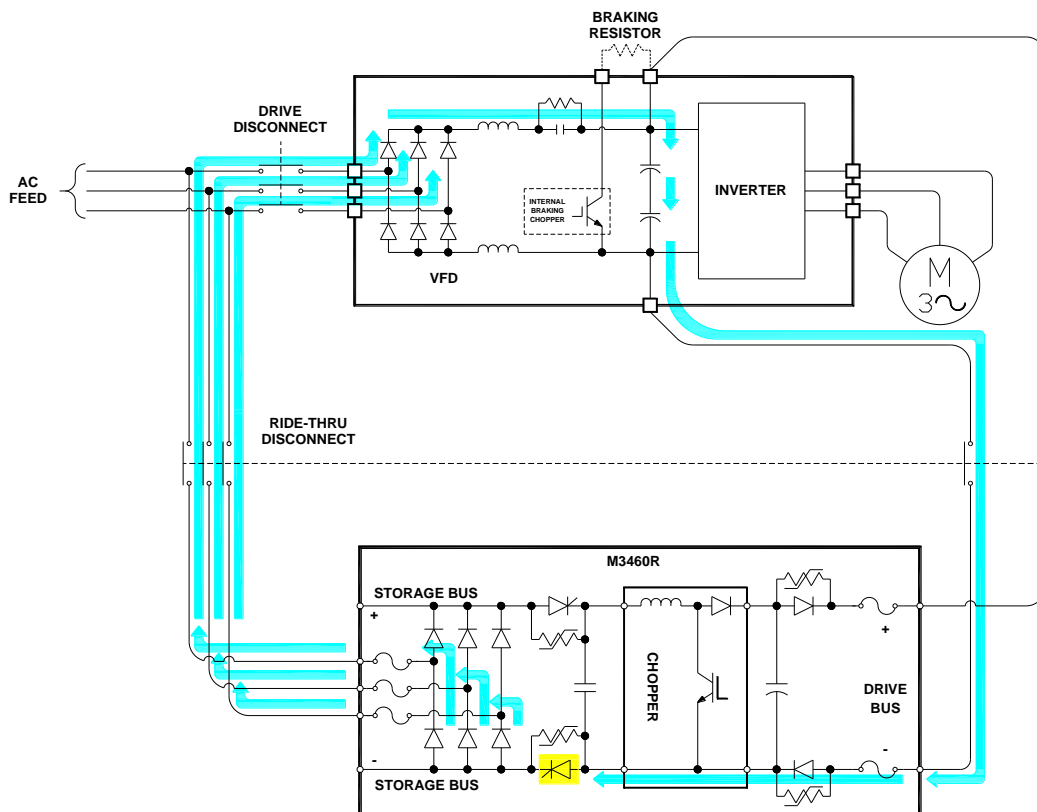 BRAKING
RESISTOR
DRIVE
DISCONNECT
AC
FEED
INTERNAL
BRAKING
CHOPPER
INVERTER
VFD
M
3
RIDE-THRU
DISCONNECT
M3460R
STORAGE BUS
+
CHOPPER
+
DRIVE
BUS
-
-
STORAGE BUS